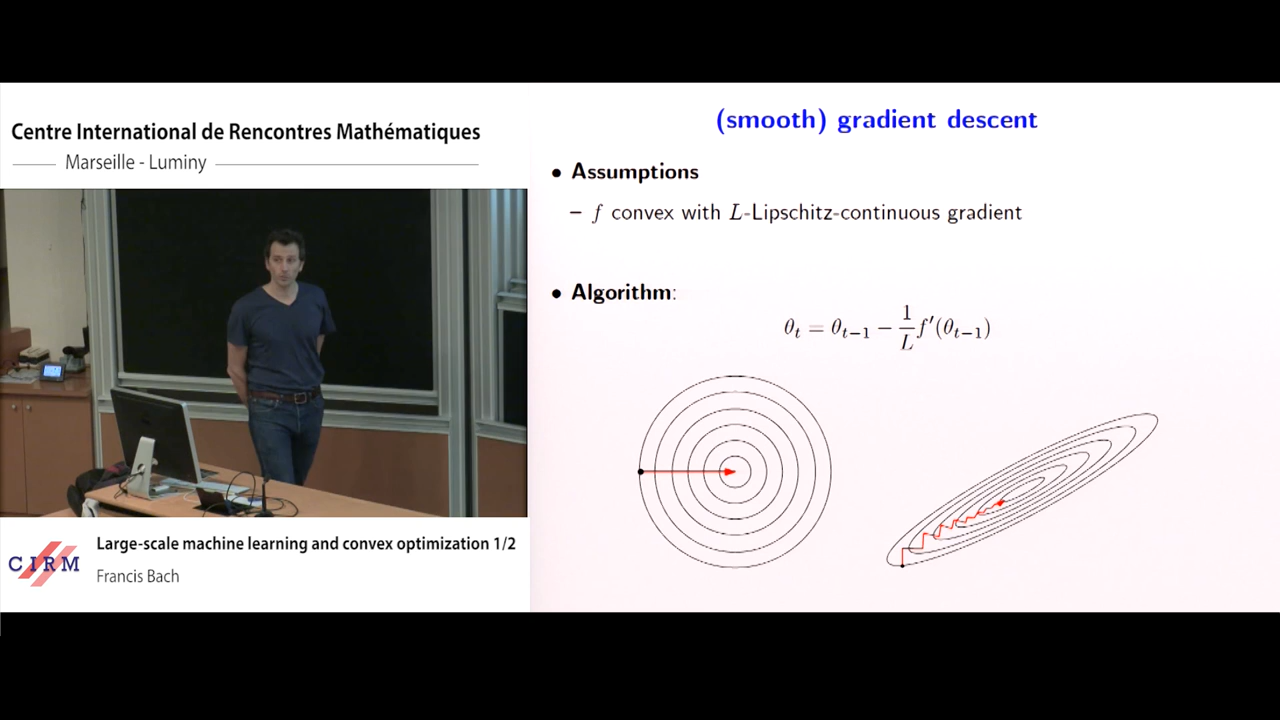 Centre International de Rencontres Mathématiques
Marseille - Luminy
CIRM
Large-scale machine learning and convex optimization 1/2
Francis Bach
(smooth) gradient descent
• Assumptions
– f convex with L-Lipschitz-continuous gradient
• Algorithm:
θ_t = θ_{t−1} − \frac{1}{L} f′(θ_{t−1})